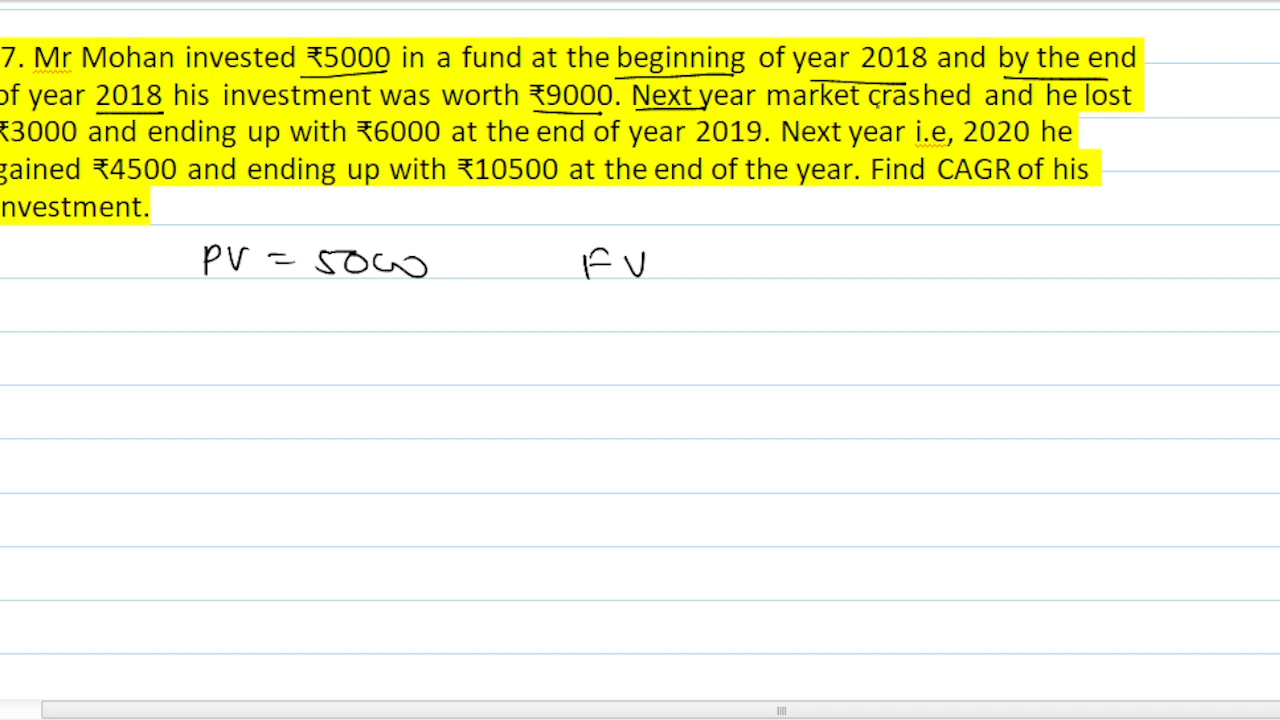 7. Mr Mohan invested ₹5000 in a fund at the beginning of year 2018 and by the end
of year 2018 his investment was worth ₹9000. Next year market crashed and he lost
₹3000 and ending up with ₹6000 at the end of year 2019. Next year i.e, 2020 he
gained ₹4500 and ending up with ₹10500 at the end of the year. Find CAGR of his
nvestment.
PV = 5000 FV